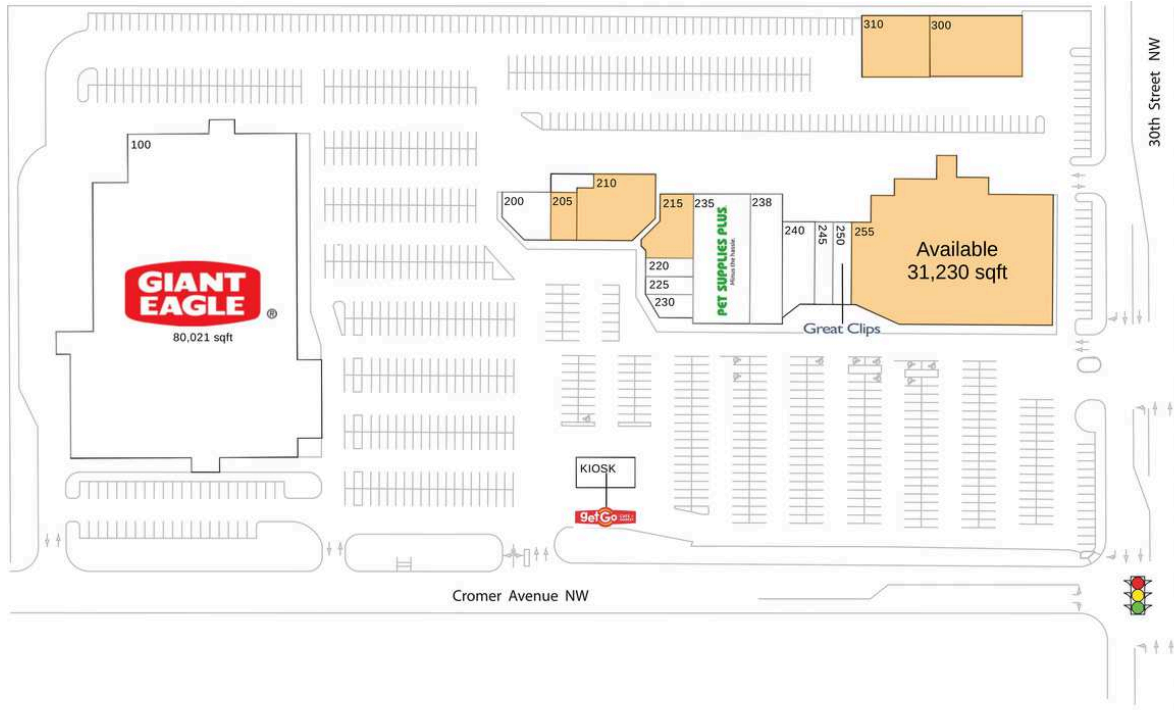 310
300
30th Street NW
100
210
200
205
215
235
238
240
245
250
255
PET SUPPLIES PLUS.
Minus the hassle.
Available
31,230 sqft
220
225
230
GIANT
EAGLE
®
80,021 sqft
Great Clips
KIOSK
getGo
Cromer Avenue NW